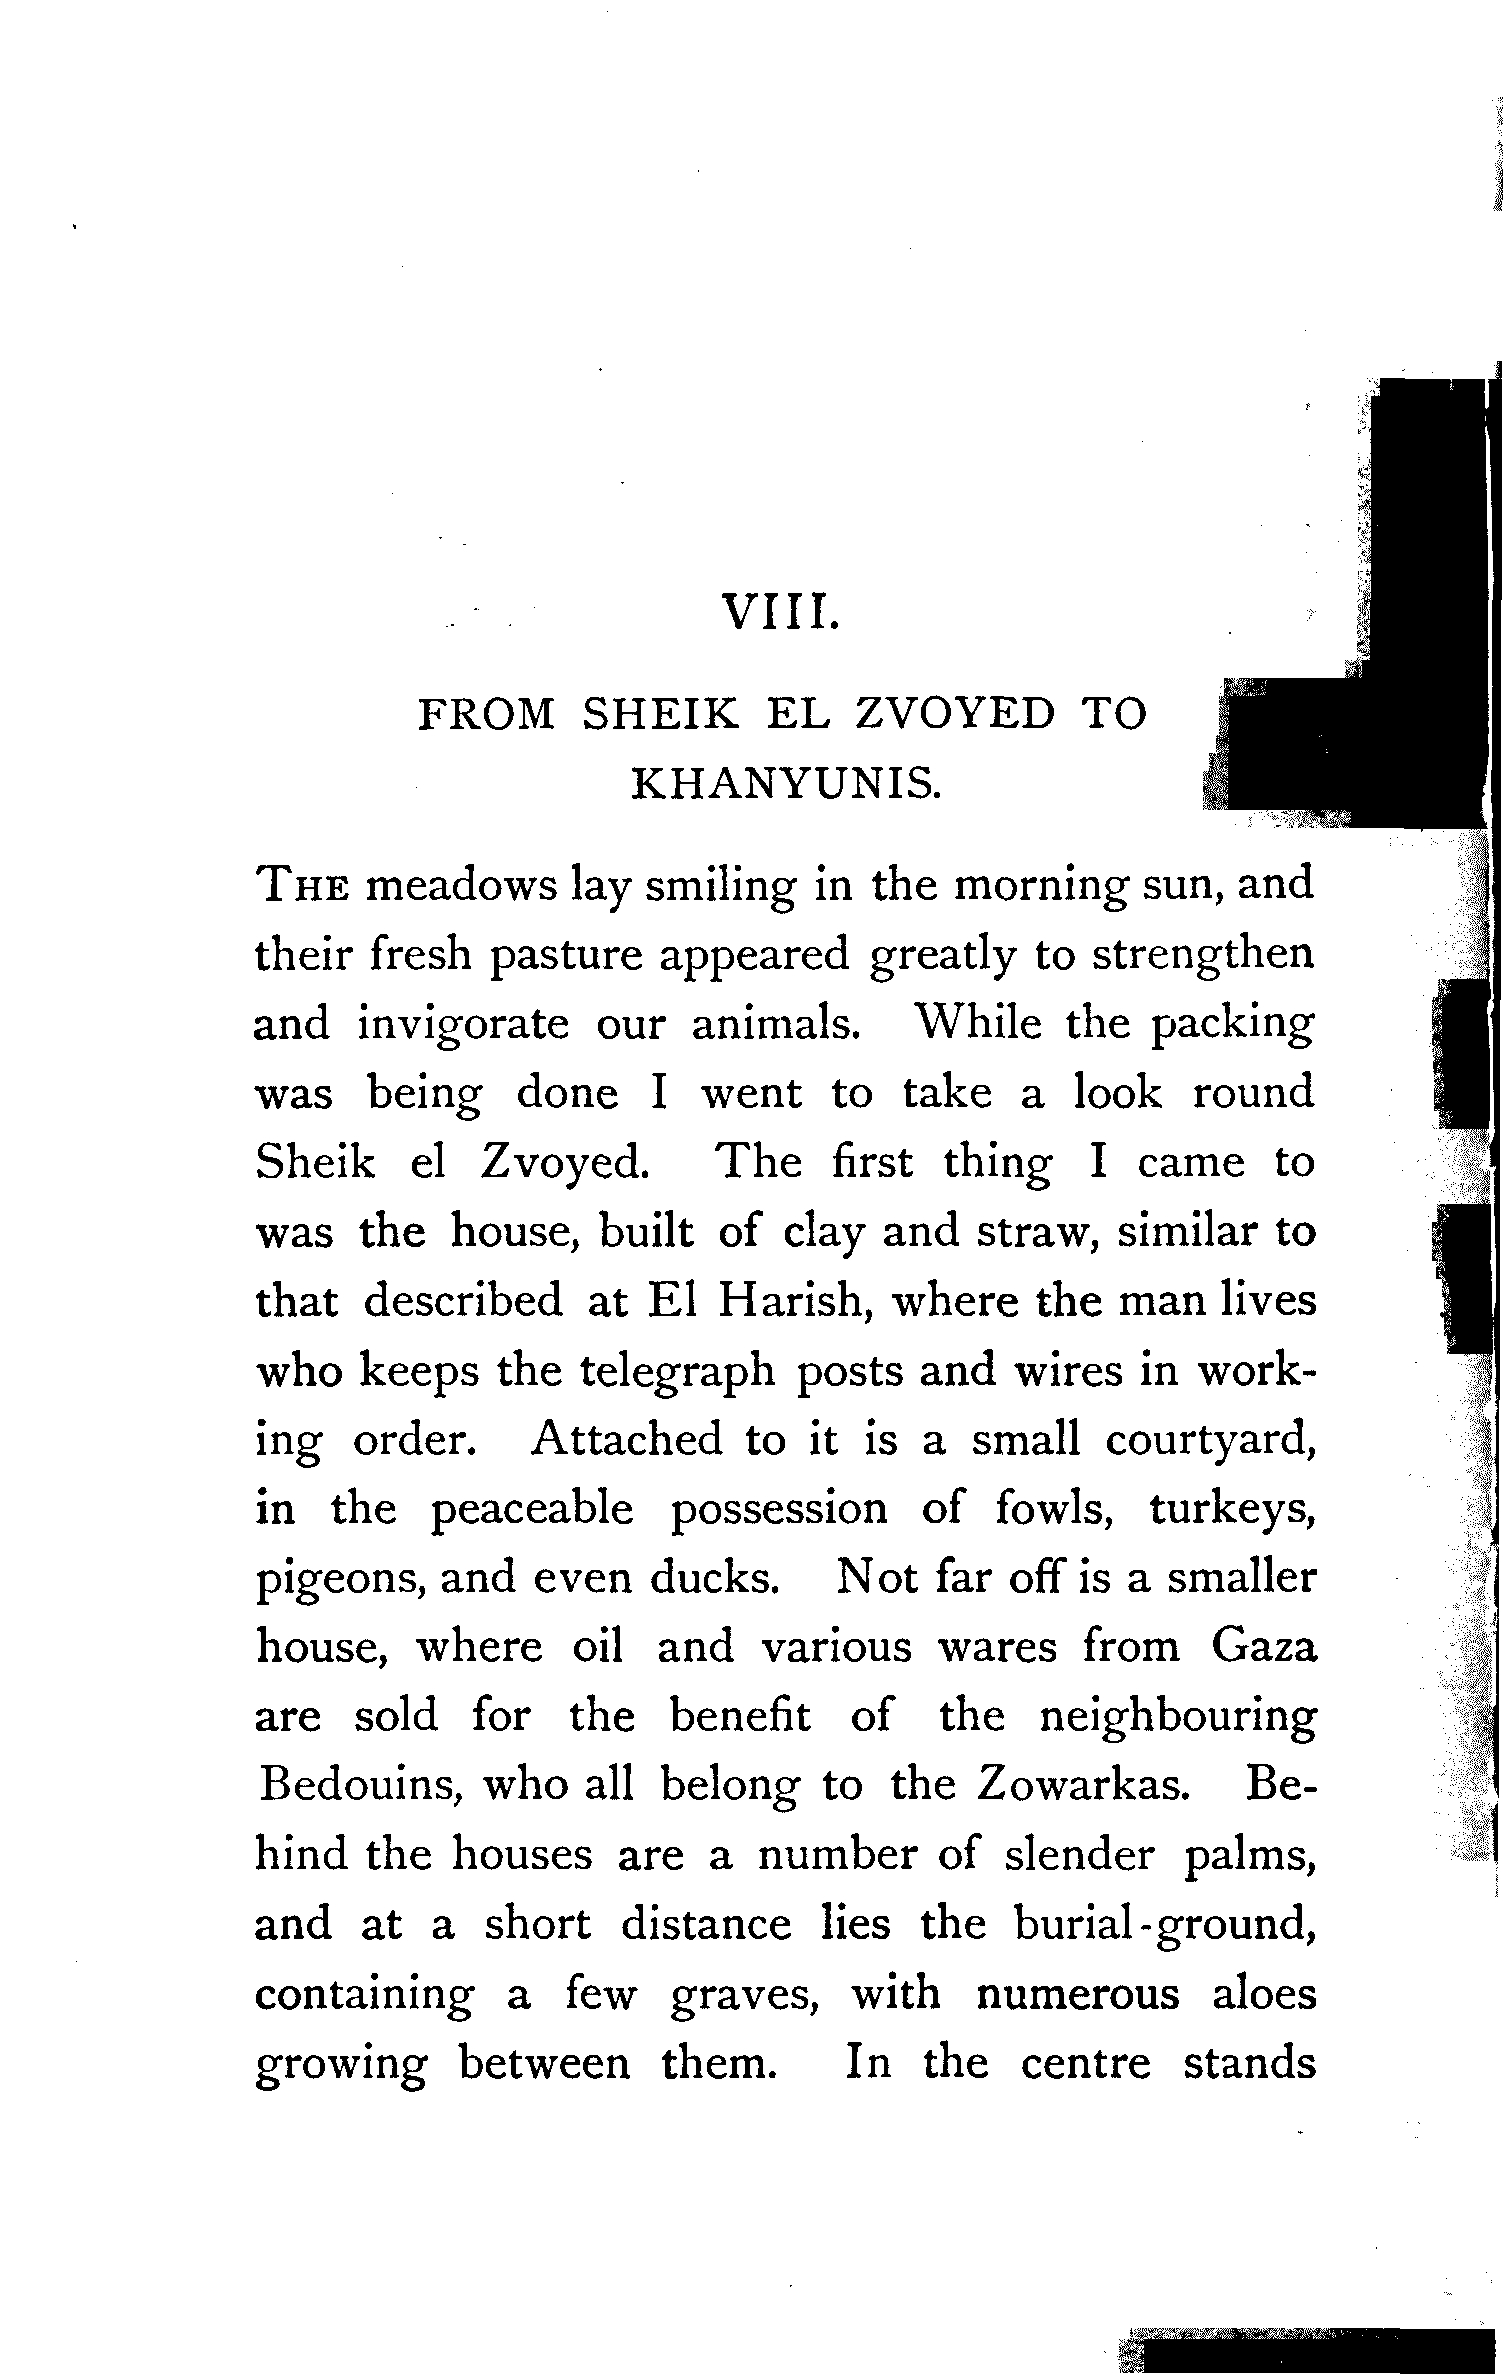 VIII.
FROM SHEIK EL ZVOYED TO
KHANYUNIS.
THE meadows lay smiling in the morning sun, and
their fresh pasture appeared greatly to strengthen
and invigorate our animals. While the packing
was being done I went to take a look round
Sheik el Zvoyed. The first thing I came to
was the house, built of clay and straw, similar to
that described at El Harish, where the man lives
who keeps the telegraph posts and wires in work-
ing order. Attached to it is a small courtyard,
in the peaceable possession of fowls, turkeys,
pigeons, and even ducks. Not far off is a smaller
house, where oil and various wares from Gaza
are sold for the benefit of the neighbouring
Bedouins, who all belong to the Zowarkas. Be-
hind the houses are a number of slender palms,
and at a short distance lies the burial-ground,
containing a few graves, with numerous aloes
growing between them. In the centre stands